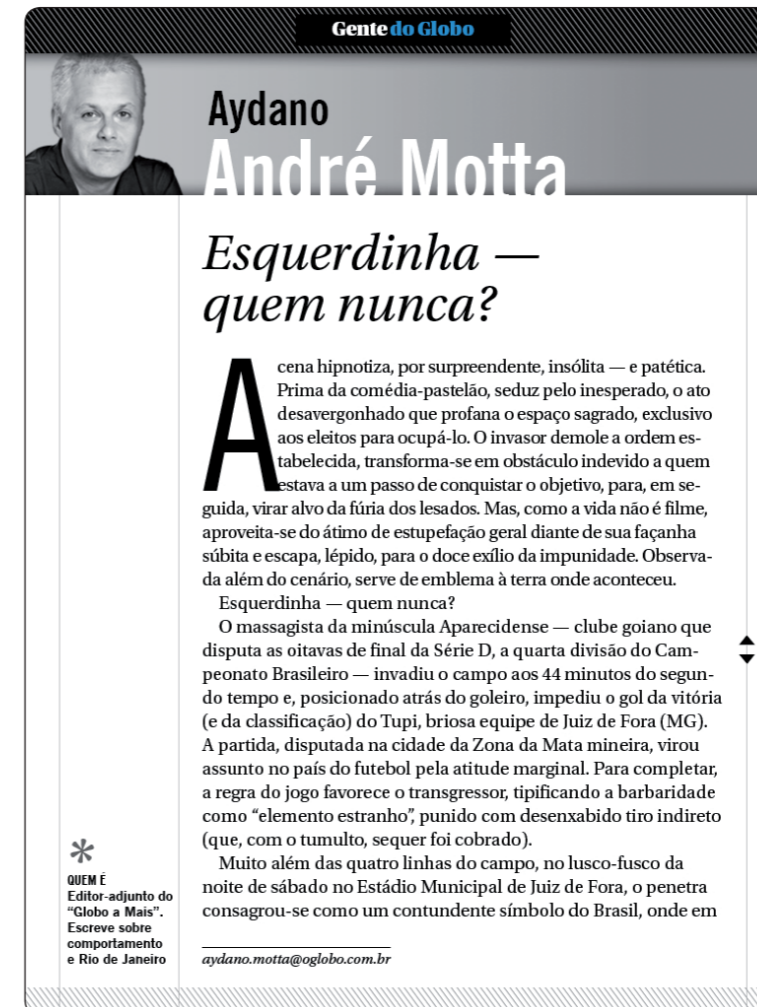 Gente do Globo
Aydano
André Motta
Esquerdinha —
quem nunca?
A cena hipnotiza, por surpreendente, insólita — e patética.
Prima da comédia-pastelão, seduz pelo inesperado, o ato
desavergonhado que profana o espaço sagrado, exclusivo
aos eleitos para ocupá-lo. O invasor demole a ordem es-
tabelecida, transforma-se em obstáculo indevido a quem
estava a um passo de conquistar o objetivo, para, em se-
guida, virar alvo da fúria dos lesados. Mas, como a vida não é filme,
aproveita-se do átimo de estupefação geral diante de sua façanha
súbita e escapa, lépido, para o doce exílio da impunidade. Observa-
da além do cenário, serve de emblema à terra onde aconteceu.
Esquerdinha — quem nunca?
O massagista da minúscula Aparecidense — clube goiano que
disputa as oitavas de final da Série D, a quarta divisão do Cam-
peonato Brasileiro — invadiu o campo aos 44 minutos do segun-
do tempo e, posicionado atrás do goleiro, impediu o gol da vitória
(e da classificação) do Tupi, briosa equipe de Juiz de Fora (MG).
A partida, disputada na cidade da Zona da Mata mineira, virou
assunto no país do futebol pela atitude marginal. Para completar,
a regra do jogo favorece o transgressor, tipificando a barbaridade
como “elemento estranho”, punido com desenxabido tiro indireto
(que, com o tumulto, sequer foi cobrado).
Muito além das quatro linhas do campo, no lusco-fusco da
noite de sábado no Estádio Municipal de Juiz de Fora, o penetra
consagrou-se como um contundente símbolo do Brasil, onde em
*
QUEM É
Editor-adjunto do
“Globo a Mais”.
Escreve sobre
comportamento
e Rio de Janeiro
aydano.motta@oglobo.com.br